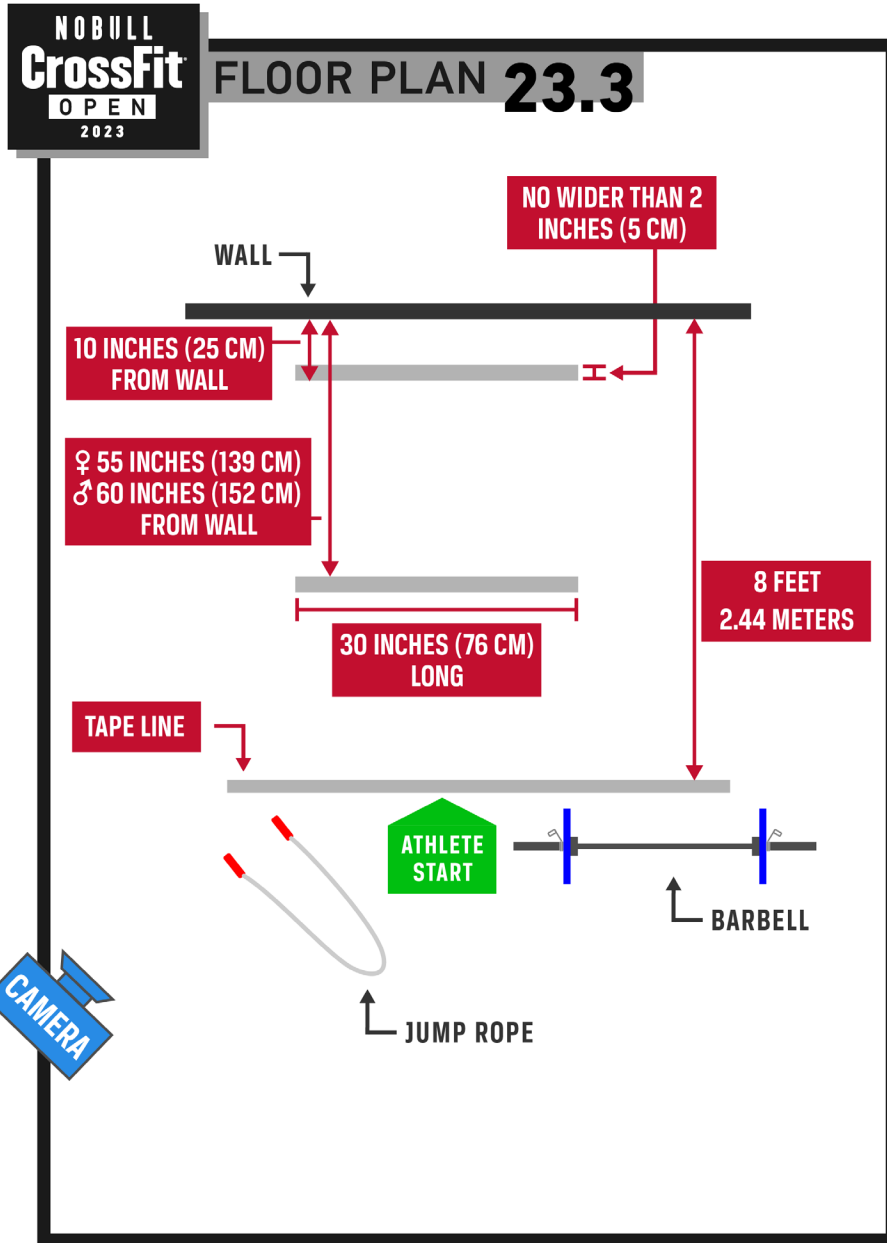 NOBULL
CrossFit
OPEN
2023
FLOOR PLAN 23.3
NO WIDER THAN 2
INCHES (5 CM)
WALL
10 INCHES (25 CM)
FROM WALL
♀ 55 INCHES (139 CM)
♂ 60 INCHES (152 CM)
FROM WALL
8 FEET
2.44 METERS
30 INCHES (76 CM)
LONG
TAPE LINE
ATHLETE
START
BARBELL
CAMERA
JUMP ROPE